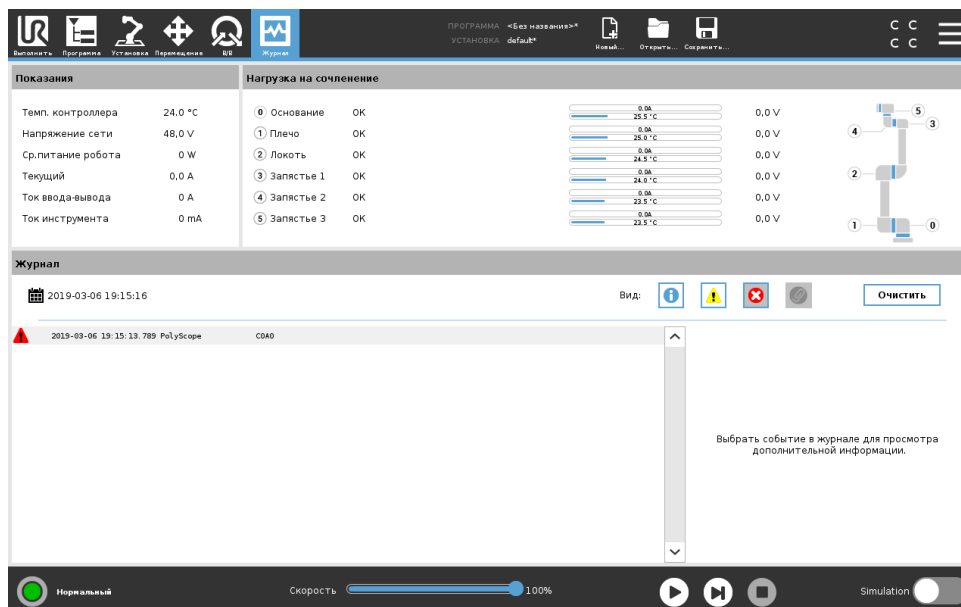 ПРОГРАММА <Без названия>*
УСТАНОВКА default*
C C
C C
Выполнить Программа Установка Перемещение В/В Журнал
Новый... Открыть... Сохранить...
Показания
Нагрузка на сочленение
Темп. контроллера 24.0 °C
Напряжение сети 48,0 V
Ср.питание робота 0 W
Текущий 0,0 A
Ток ввода-вывода 0 A
Ток инструмента 0 mA
0 Основание OK 0.0A 25.5 °C 0,0 V
1 Плечо OK 0.0A 25.0 °C 0,0 V
2 Локоть OK 0.0A 24.5 °C 0,0 V
3 Запястье 1 OK 0.0A 24.0 °C 0,0 V
4 Запястье 2 OK 0.0A 23.5 °C 0,0 V
5 Запястье 3 OK 0.0A 23.5 °C 0,0 V
5
3
4
2
1
0
Журнал
2019-03-06 19:15:16
Вид:
Очистить
2019-03-06 19:15:13.789 PolyScope C0A0
Выбрать событие в журнале для просмотра
дополнительной информации.
Нормальный
Скорость 100%
Simulation